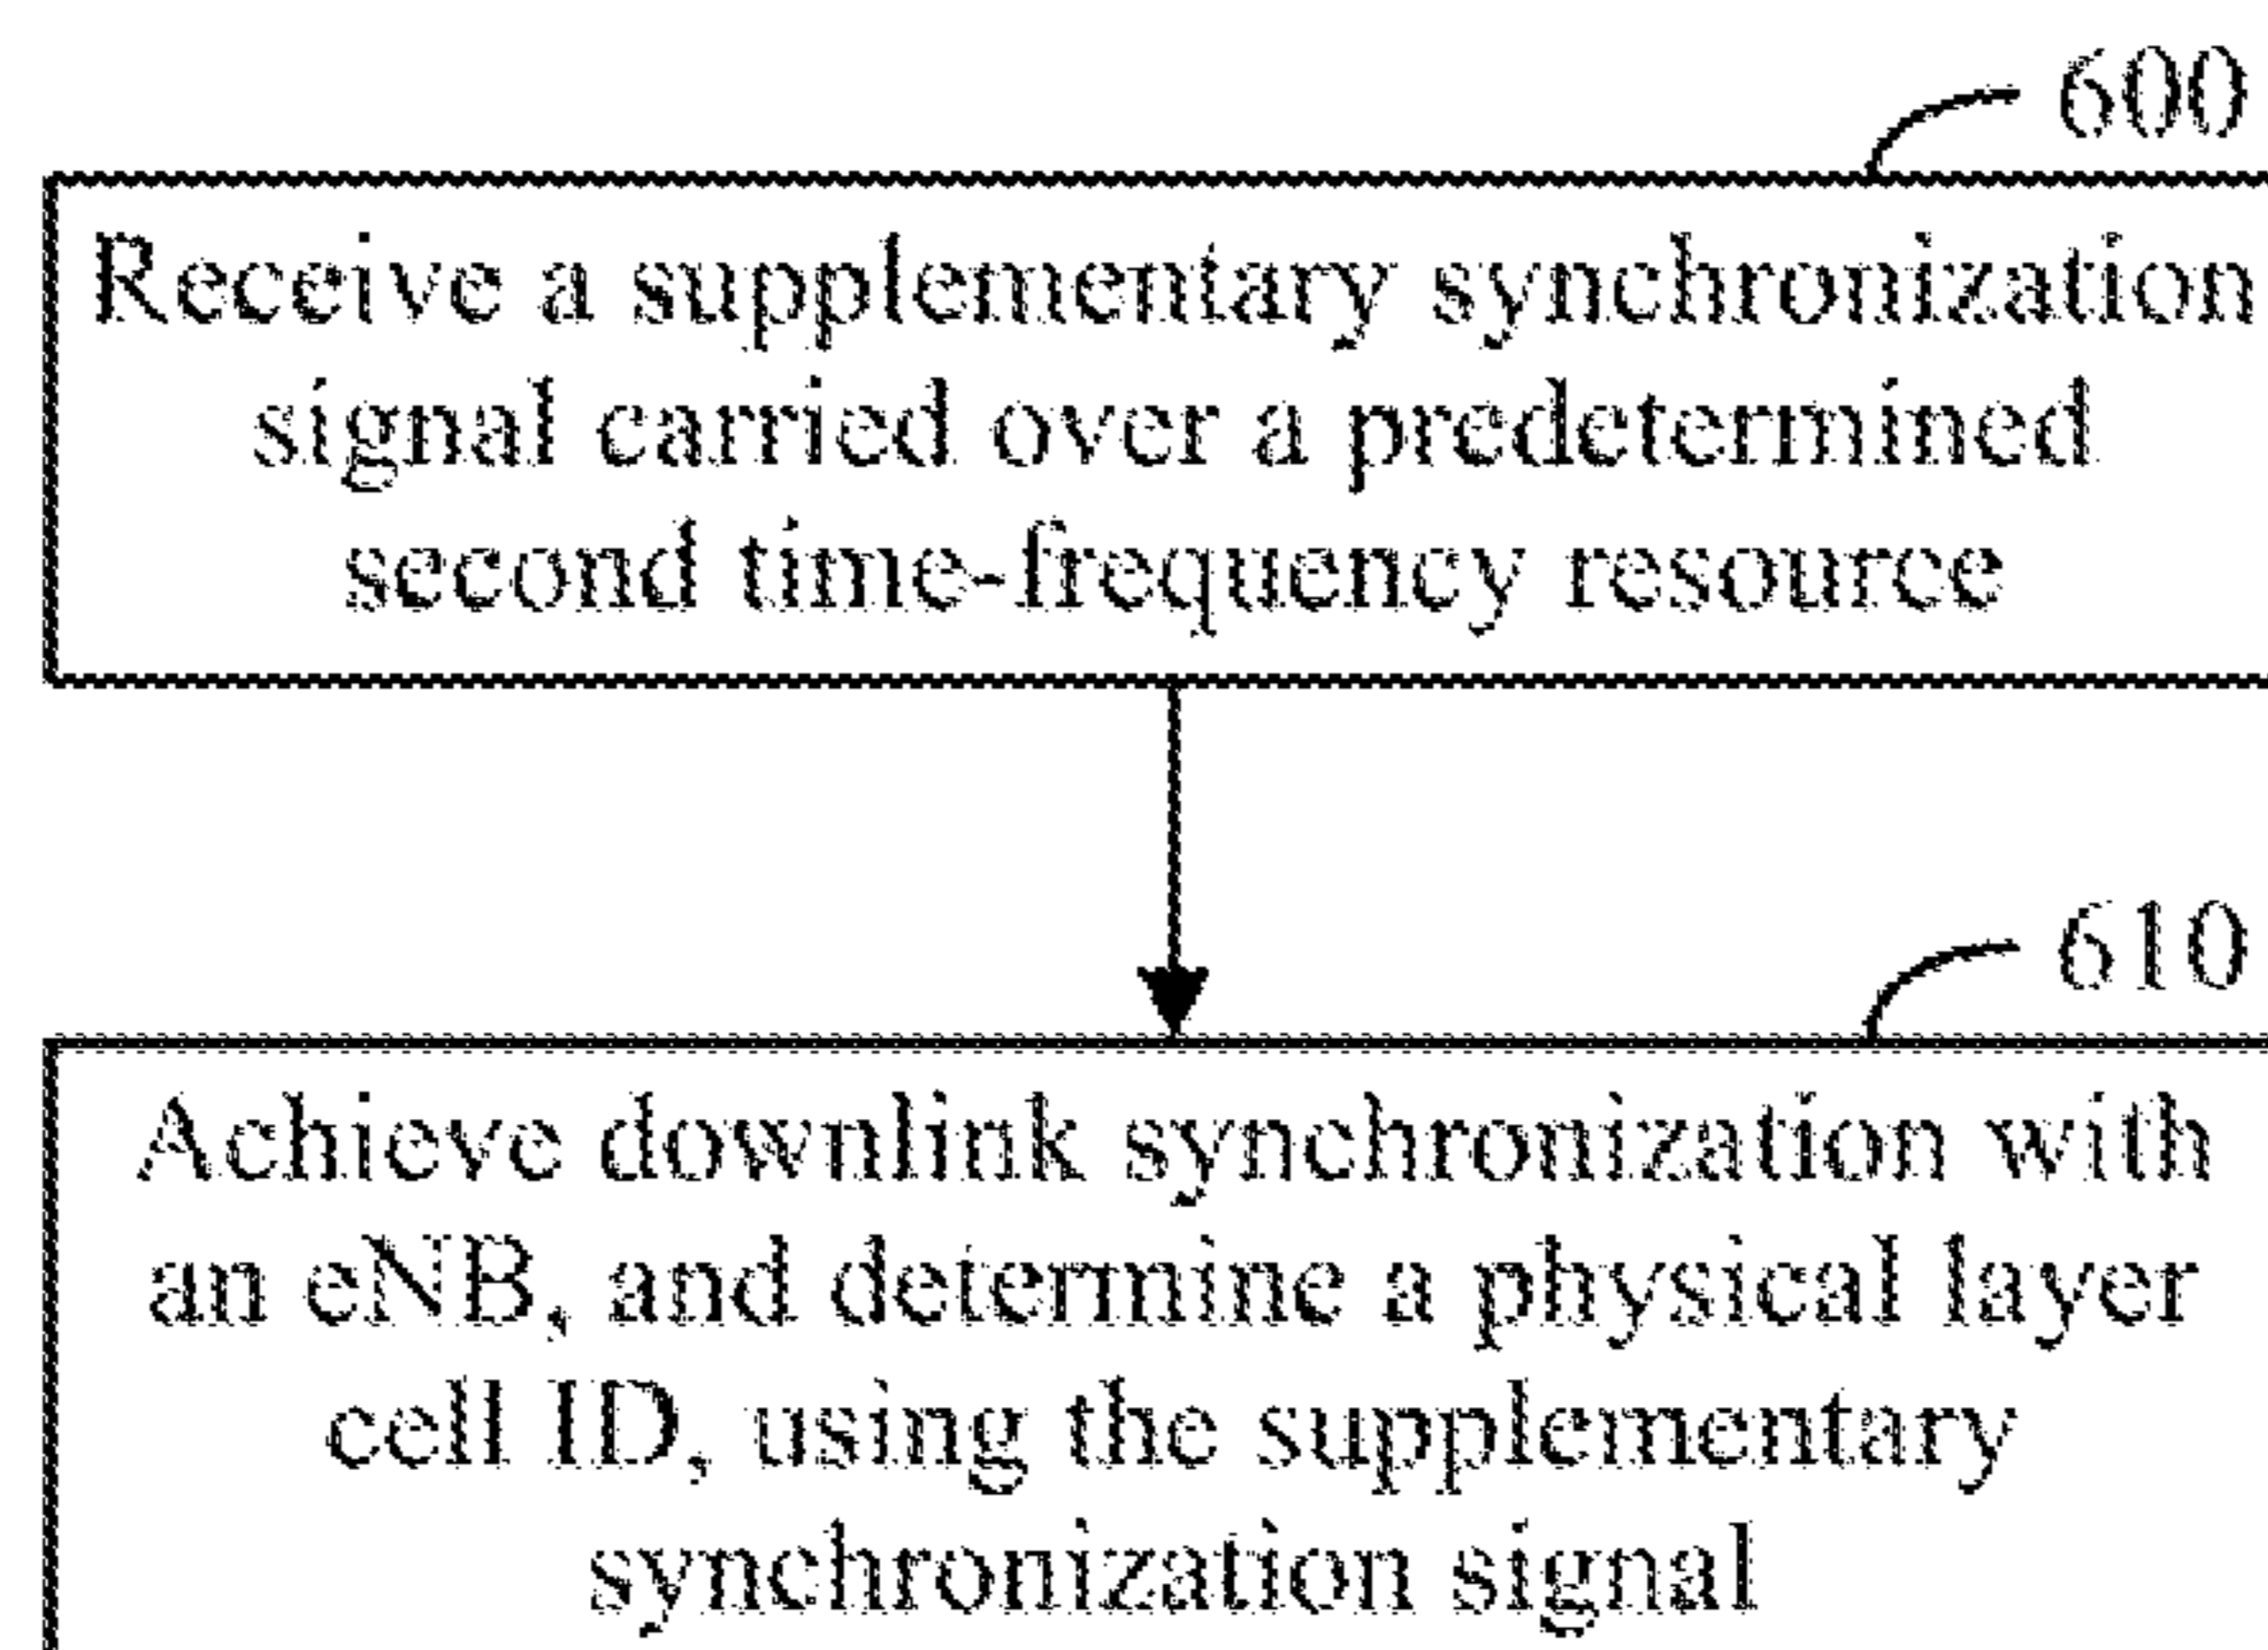 600
Receive a supplementary synchronization
signal carried over a predetermined
second time-frequency resource
610
Achieve downlink synchronization with
an eNB, and determine a physical layer
cell ID, using the supplementary
synchronization signal